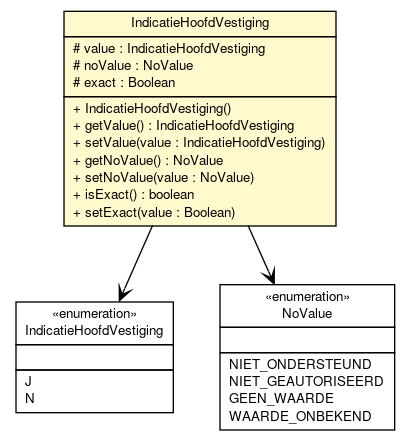 IndicatieHoofdVestiging
# value : IndicatieHoofdVestiging
# noValue : NoValue
# exact : Boolean
+ IndicatieHoofdVestiging()
+ getValue() : IndicatieHoofdVestiging
+ setValue(value : IndicatieHoofdVestiging)
+ getNoValue() : NoValue
+ setNoValue(value : NoValue)
+ isExact() : boolean
+ setExact(value : Boolean)
«enumeration»
IndicatieHoofdVestiging
J
N
«enumeration»
NoValue
NIET_ONDERSTEUND
NIET_GEAUTORISEERD
GEEN_WAARDE
WAARDE_ONBEKEND